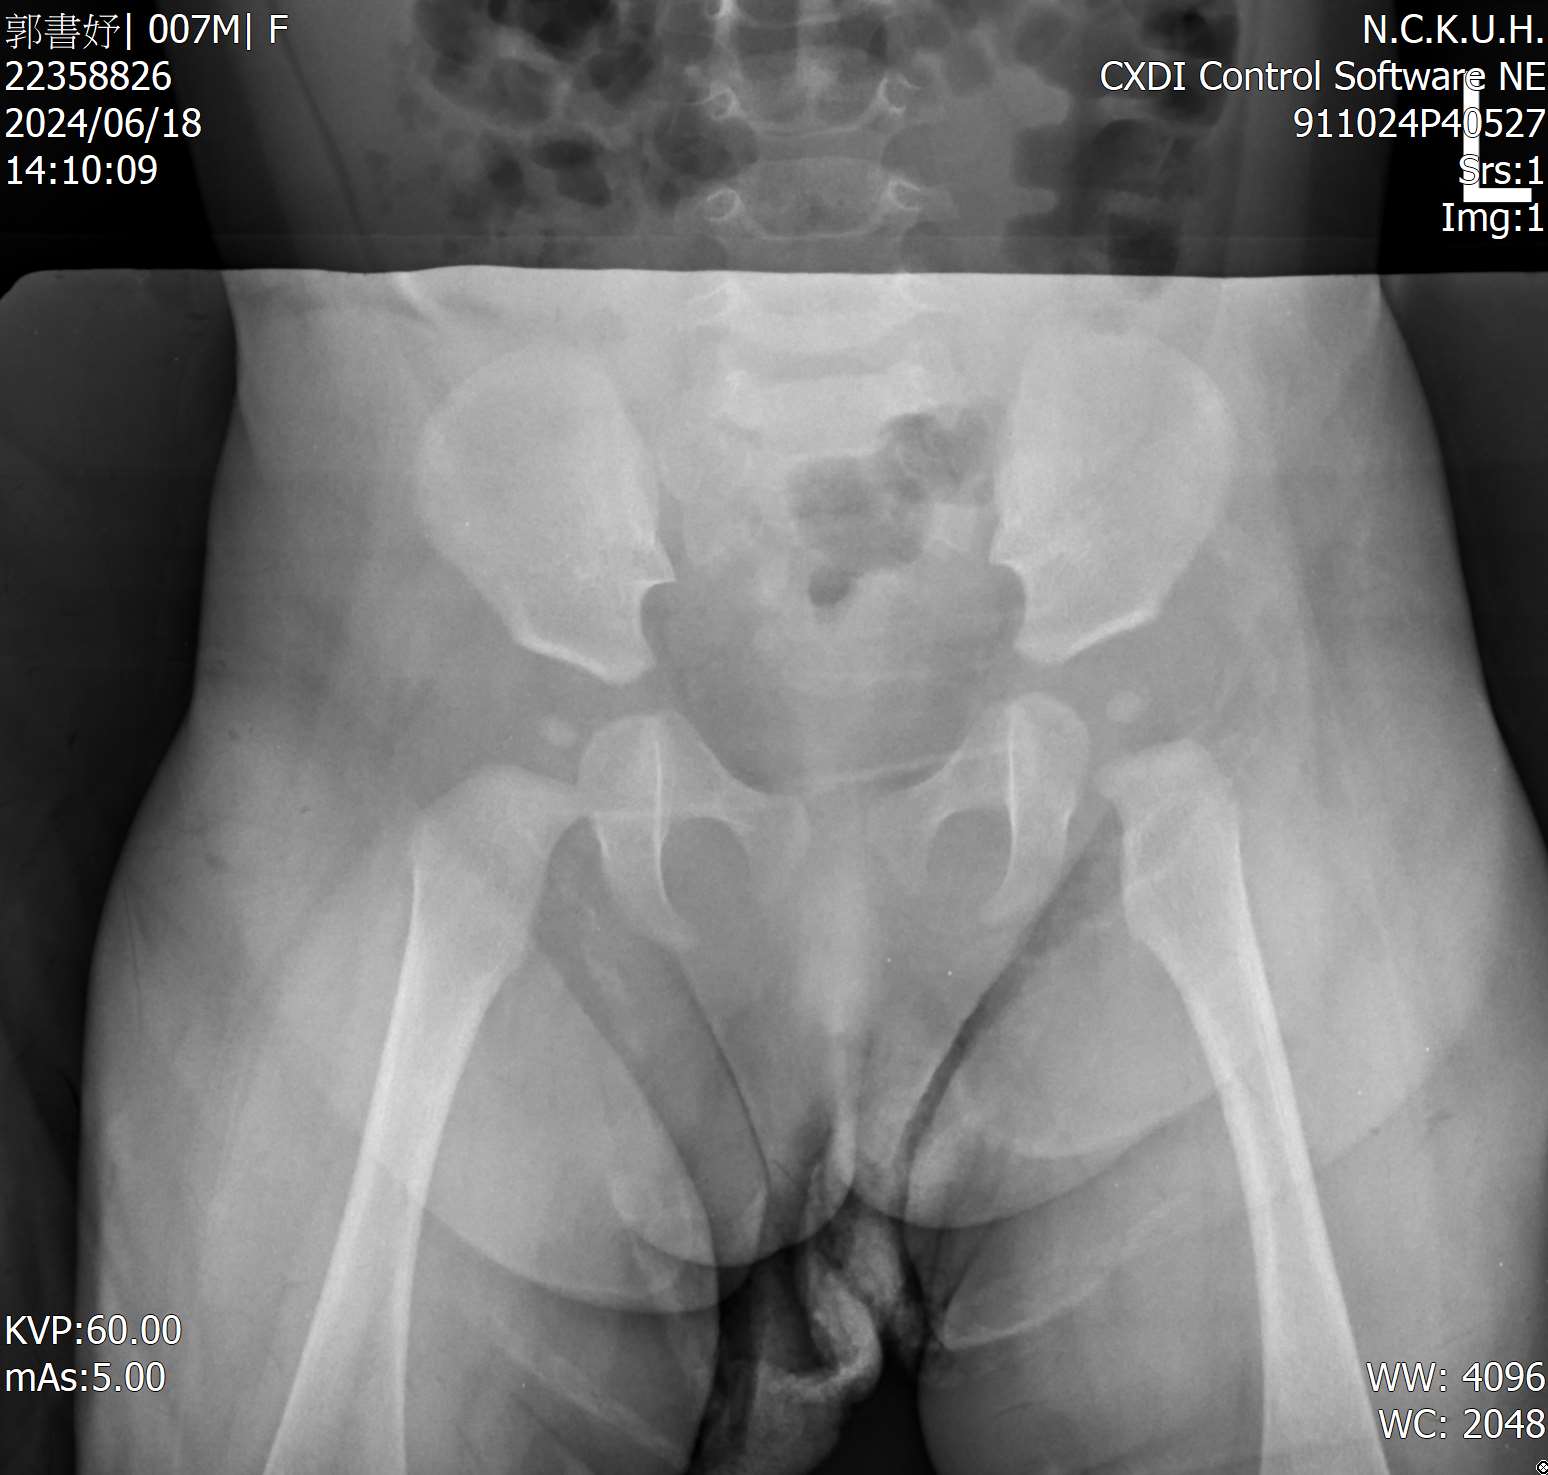 郭書妤| 007M| F
22358826
2024/06/18
14:10:09
N.C.K.U.H.
CXDI Control Software NE
911024P40527
Srs:1
Img:1
L
KVP:60.00
mAs:5.00
WW: 4096
WC: 2048